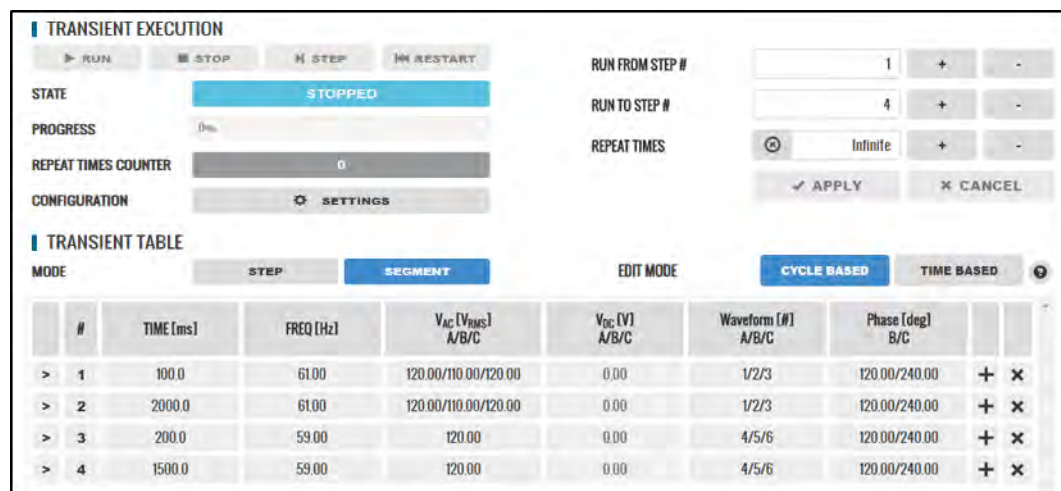 TRANSIENT EXECUTION
RUN STOP STEP RESTART
RUN FROM STEP # 1 + -
STATE STOPPED
RUN TO STEP # 4 + -
PROGRESS 0%
REPEAT TIMES Infinite + -
REPEAT TIMES COUNTER 0
APPLY CANCEL
CONFIGURATION SETTINGS
TRANSIENT TABLE
MODE STEP SEGMENT EDIT MODE CYCLE BASED TIME BASED ?
# TIME [ms] FREQ [Hz] VAC [VRMS] A/B/C VDC [V] A/B/C Waveform [#] A/B/C Phase [deg] B/C
> 1 100.0 61.00 120.00/110.00/120.00 0.00 1/2/3 120.00/240.00 + ×
> 2 2000.0 61.00 120.00/110.00/120.00 0.00 1/2/3 120.00/240.00 + ×
> 3 200.0 59.00 120.00 0.00 4/5/6 120.00/240.00 + ×
> 4 1500.0 59.00 120.00 0.00 4/5/6 120.00/240.00 + ×